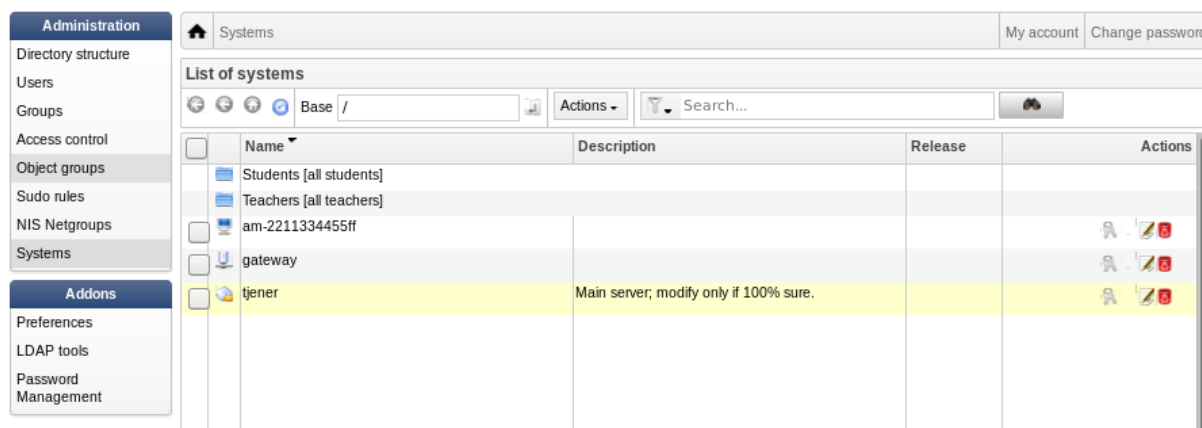 Administration
Directory structure
Users
Groups
Access control
Object groups
Sudo rules
NIS Netgroups
Systems
Addons
Preferences
LDAP tools
Password
Management
Systems
My account
Change password
List of systems
Base /
Actions
Search...
Name Description Release Actions
Students [all students]
Teachers [all teachers]
am-2211334455ff
gateway
tjener Main server; modify only if 100% sure.